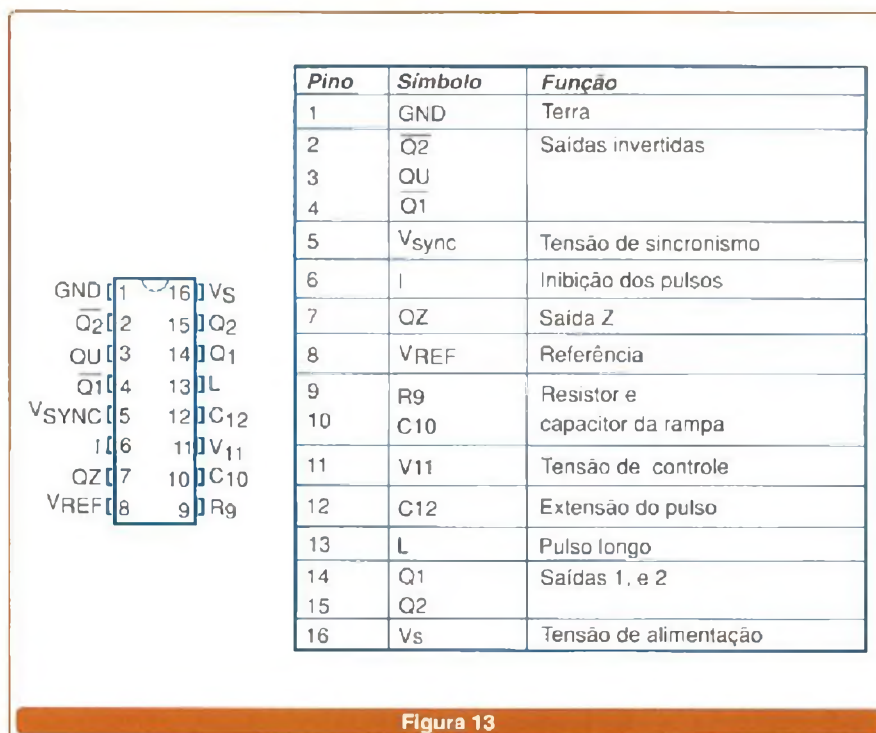 Pino Símbolo Função
1 GND Terra
2 Q2 Saídas invertidas
3 QU
4 Q1
5 Vsync Tensão de sincronismo
6 I Inibição dos pulsos
7 QZ Saída Z
8 VREF Referência
9 R9 Resistor e
10 C10 capacitor da rampa
11 V11 Tensão de controle
12 C12 Extensão do pulso
13 L Pulso longo
14 Q1 Saídas 1, e 2
15 Q2
16 Vs Tensão de alimentação
GND 1 16 VS
Q2 2 15 Q2
QU 3 14 Q1
Q1 4 13 L
VSYNC 5 12 C12
I 6 11 V11
QZ 7 10 C10
VREF 8 9 R9
Figura 13